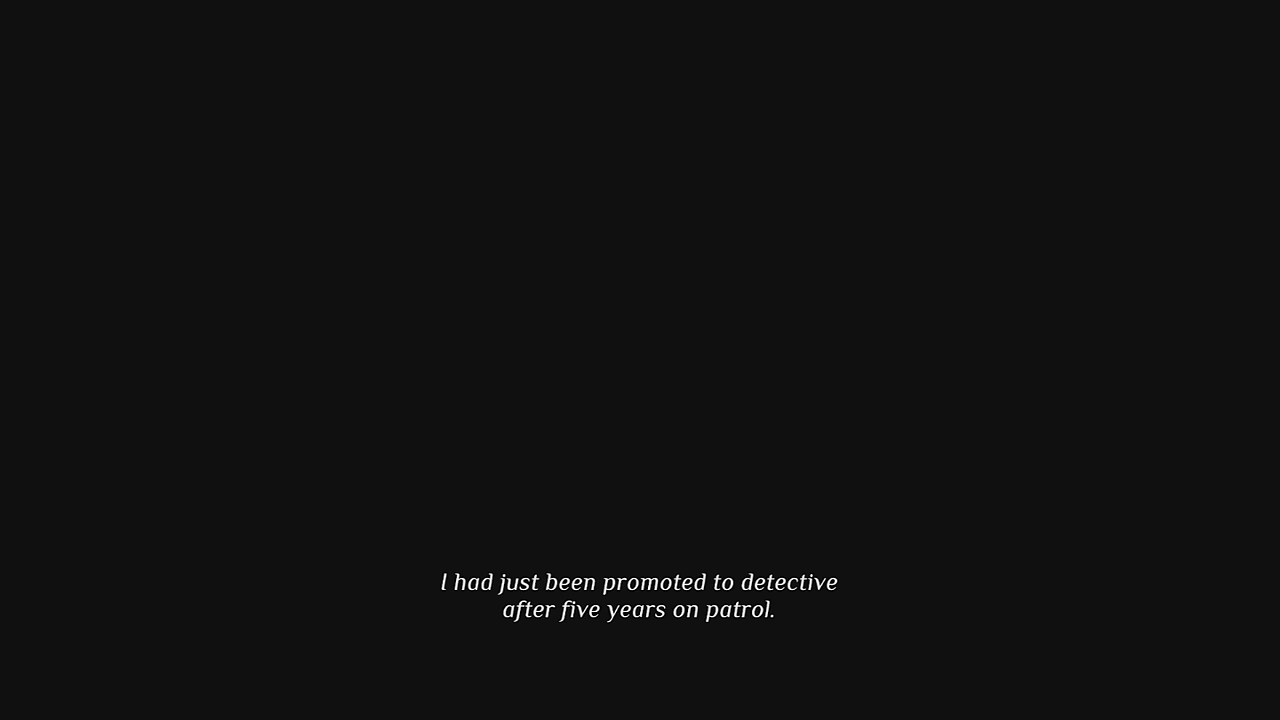 I had just been promoted to detective
after five years on patrol.